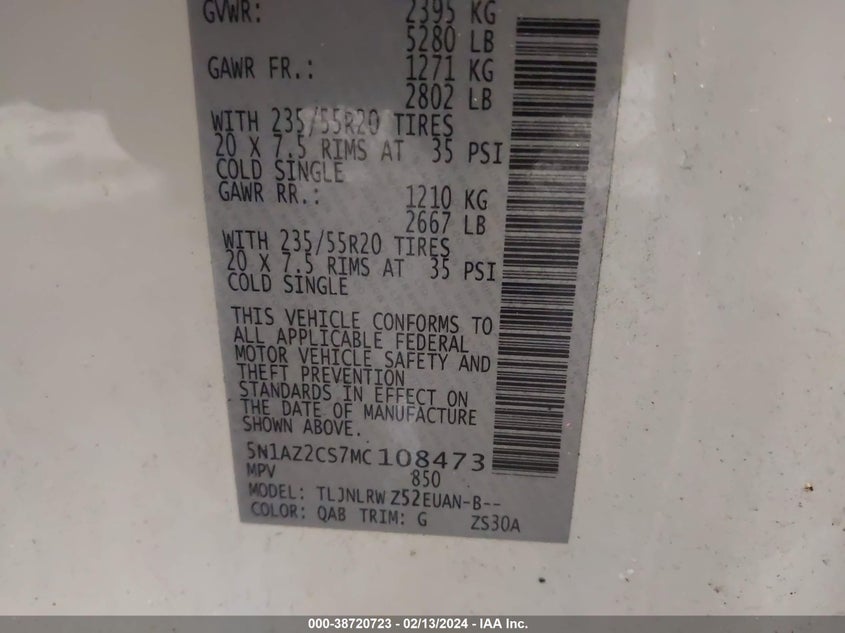 GVWR: 2395 KG
5280 LB
GAWR FR.: 1271 KG
2802 LB
WITH 235/55R20 TIRES
20 X 7.5 RIMS AT 35 PSI
COLD SINGLE
GAWR RR.: 1210 KG
2667 LB
WITH 235/55R20 TIRES
20 X 7.5 RIMS AT 35 PSI
COLD SINGLE
THIS VEHICLE CONFORMS TO
ALL APPLICABLE FEDERAL
MOTOR VEHICLE SAFETY AND
THEFT PREVENTION
STANDARDS IN EFFECT ON
THE DATE OF MANUFACTURE
SHOWN ABOVE.
5N1AZ2CS7MC108473
MPV 850
MODEL: TLJNLRW Z52EUAN-B--
COLOR: QAB TRIM: G ZS30A
000-38720723 - 02/13/2024 - IAA Inc.